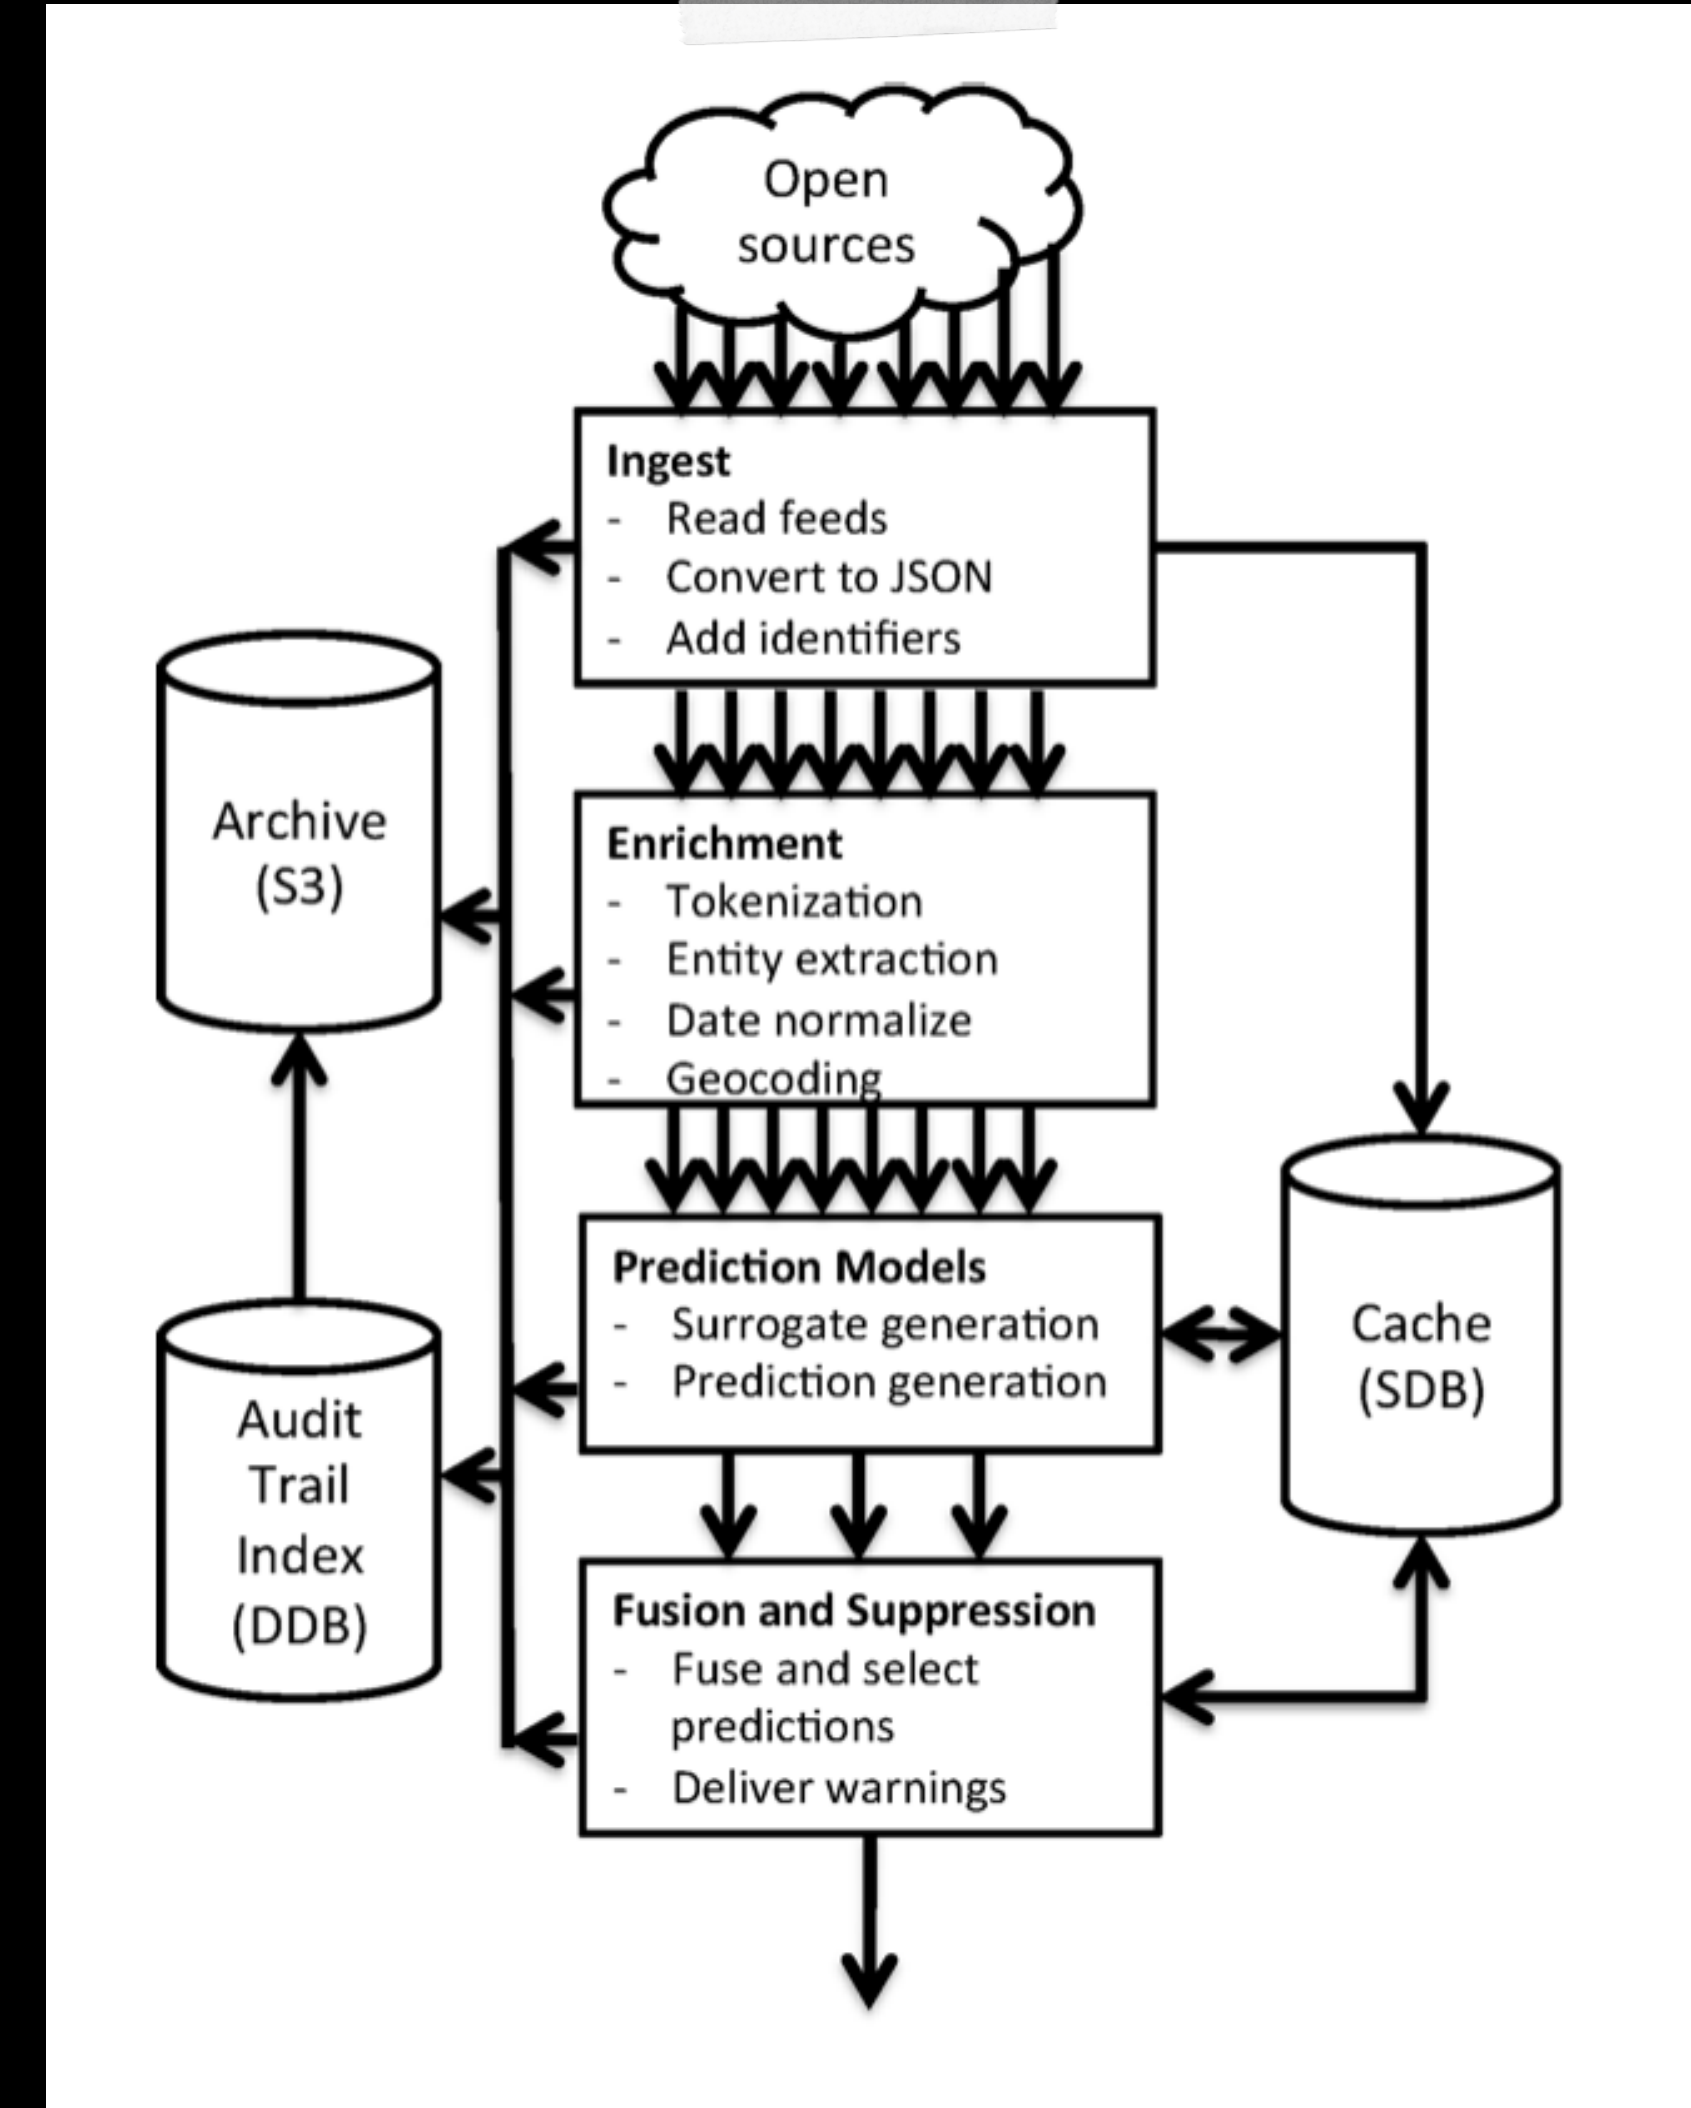 Open
sources
Ingest
- Read feeds
- Convert to JSON
- Add identifiers
Archive
(S3)
Enrichment
- Tokenization
- Entity extraction
- Date normalize
- Geocoding
Prediction Models
- Surrogate generation
- Prediction generation
Cache
(SDB)
Audit
Trail
Index
(DDB)
Fusion and Suppression
- Fuse and select
predictions
- Deliver warnings